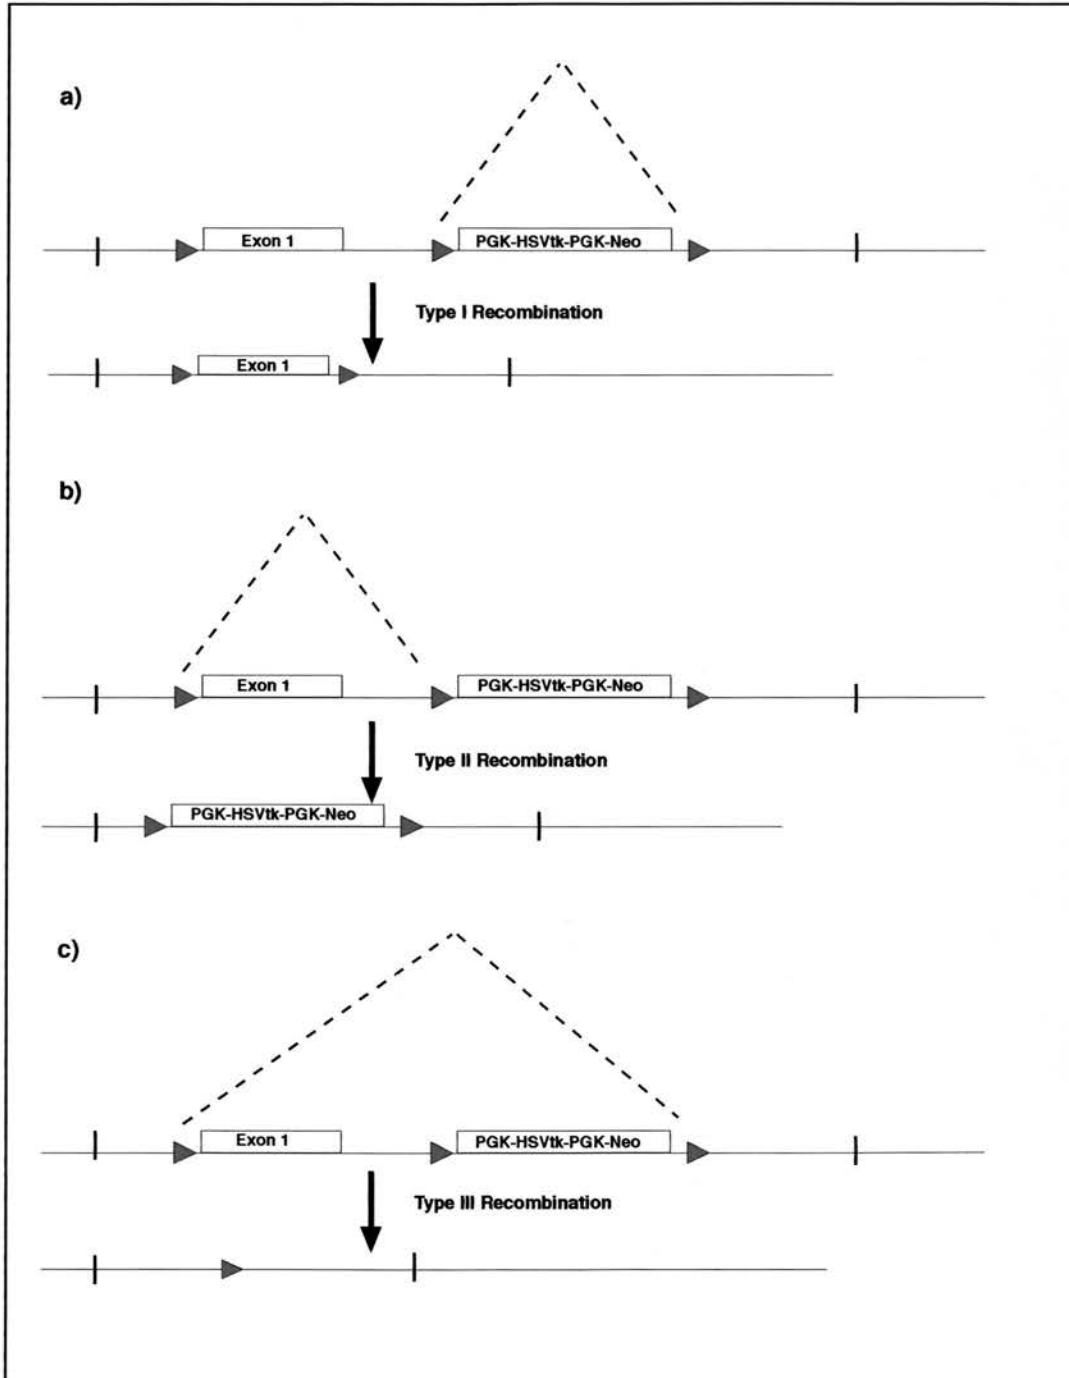 a)
Exon 1
PGK-HSVtk-PGK-Neo
Type I Recombination
Exon 1
b)
Exon 1
PGK-HSVtk-PGK-Neo
Type II Recombination
PGK-HSVtk-PGK-Neo
c)
Exon 1
PGK-HSVtk-PGK-Neo
Type III Recombination